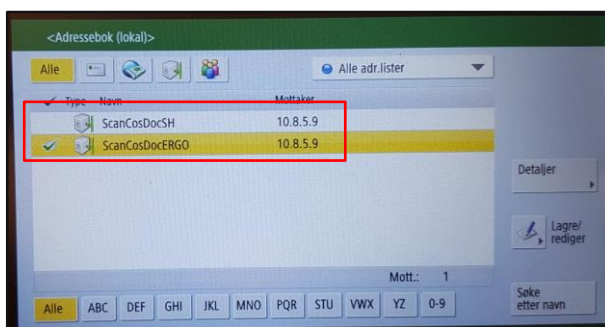 <Adressebok (lokal)>
Alle
Alle adr.lister
Type Navn Mottaker
ScanCosDocSH 10.8.5.9
ScanCosDocERGO 10.8.5.9
Detaljer
Lagre/
rediger
Mott.: 1
Søke
etter navn
Alle ABC DEF GHI JKL MNO PQR STU VWX YZ 0-9